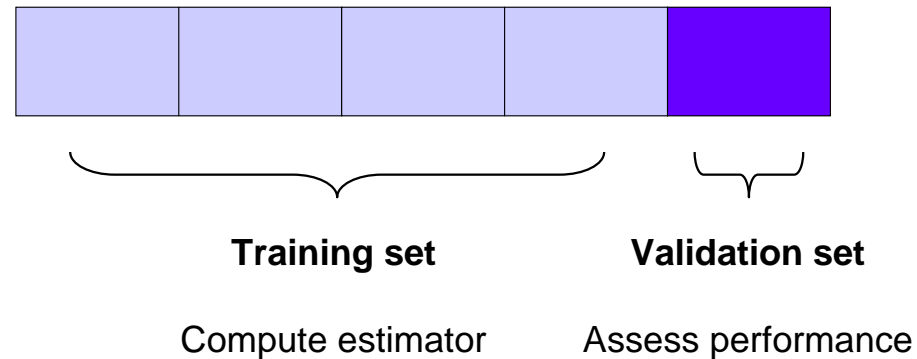 Training set Validation set
Compute estimator Assess performance